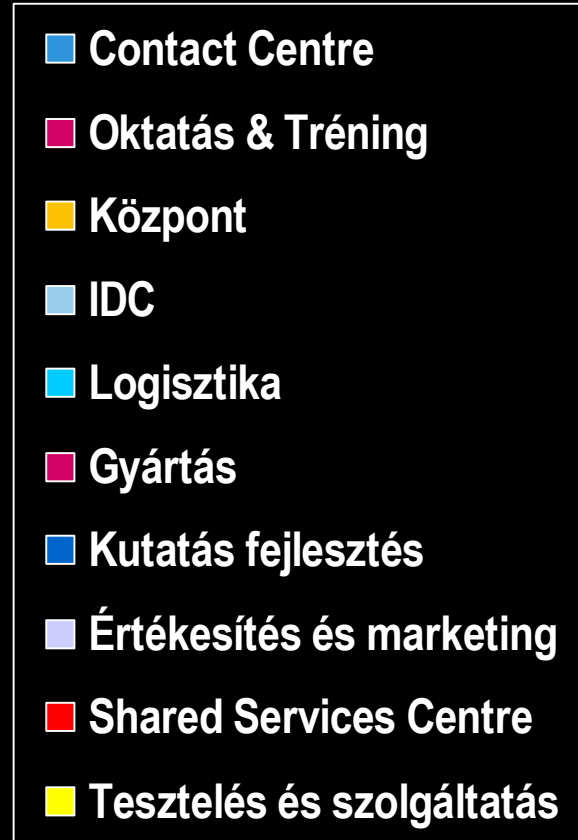 Contact Centre
Oktatás & Tréning
Központ
IDC
Logisztika
Gyártás
Kutatás fejlesztés
Értékesítés és marketing
Shared Services Centre
Tesztelés és szolgáltatás